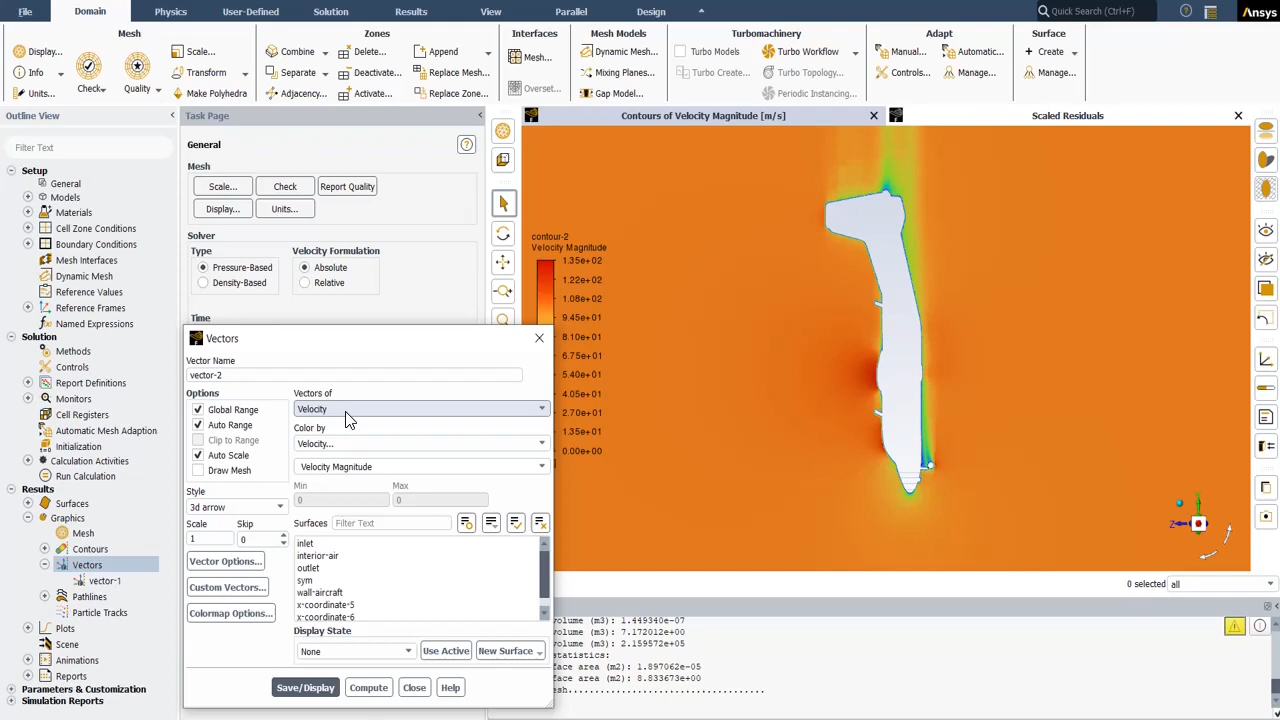 File Domain Physics User-Defined Solution Results View Parallel Design Quick Search (Ctrl+F) Ansys
Mesh Zones Interfaces Mesh Models Turbomachinery Adapt Surface
Display... Scale... Combine Delete... Append Mesh... Dynamic Mesh... Turbo Models Turbo Workflow Manual... Automatic... Create
Info Transform Separate Deactivate... Replace Mesh... Mixing Planes... Turbo Create... Turbo Topology... Controls... Manage... Manage...
Units... Check Quality Make Polyhedra Adjacency... Activate... Replace Zone... Overset... Gap Model... Periodic Instancing...
Outline View
Filter Text
Setup
General
Models
Materials
Cell Zone Conditions
Boundary Conditions
Mesh Interfaces
Dynamic Mesh
Reference Values
Reference Frames
Named Expressions
Solution
Methods
Controls
Report Definitions
Monitors
Cell Registers
Automatic Mesh Adaption
Initialization
Calculation Activities
Run Calculation
Results
Surfaces
Graphics
Mesh
Contours
Vectors
vector-1
Pathlines
Particle Tracks
Plots
Scene
Animations
Reports
Parameters & Customization
Simulation Reports
Task Page
General
Mesh
Scale... Check Report Quality
Display... Units...
Solver
Type Velocity Formulation
Pressure-Based Absolute
Density-Based Relative
Time
Vectors
Vector Name
vector-2
Options
Global Range
Auto Range
Clip to Range
Auto Scale
Draw Mesh
Style
3d arrow
Scale Skip
1 0
Vector Options...
Custom Vectors...
Colormap Options...
Vectors of
Velocity
Color by
Velocity...
Velocity Magnitude
Min Max
0 0
Surfaces Filter Text
inlet
interior-air
outlet
sym
wall-aircraft
x-coordinate-5
x-coordinate-6
Display State
None Use Active New Surface
Save/Display Compute Close Help
Contours of Velocity Magnitude [m/s] Scaled Residuals
contour-2
Velocity Magnitude
1.35e+02
1.22e+02
1.08e+02
9.45e+01
8.10e+01
6.75e+01
5.40e+01
4.05e+01
2.70e+01
1.35e+01
0.00e+00
Z
0 selected all
volume (m3): 1.449340e-07
volume (m3): 7.172012e+00
volume (m3): 2.159572e+05
statistics:
face area (m2): 1.897062e-05
face area (m2): 8.833673e+00
mesh.............................